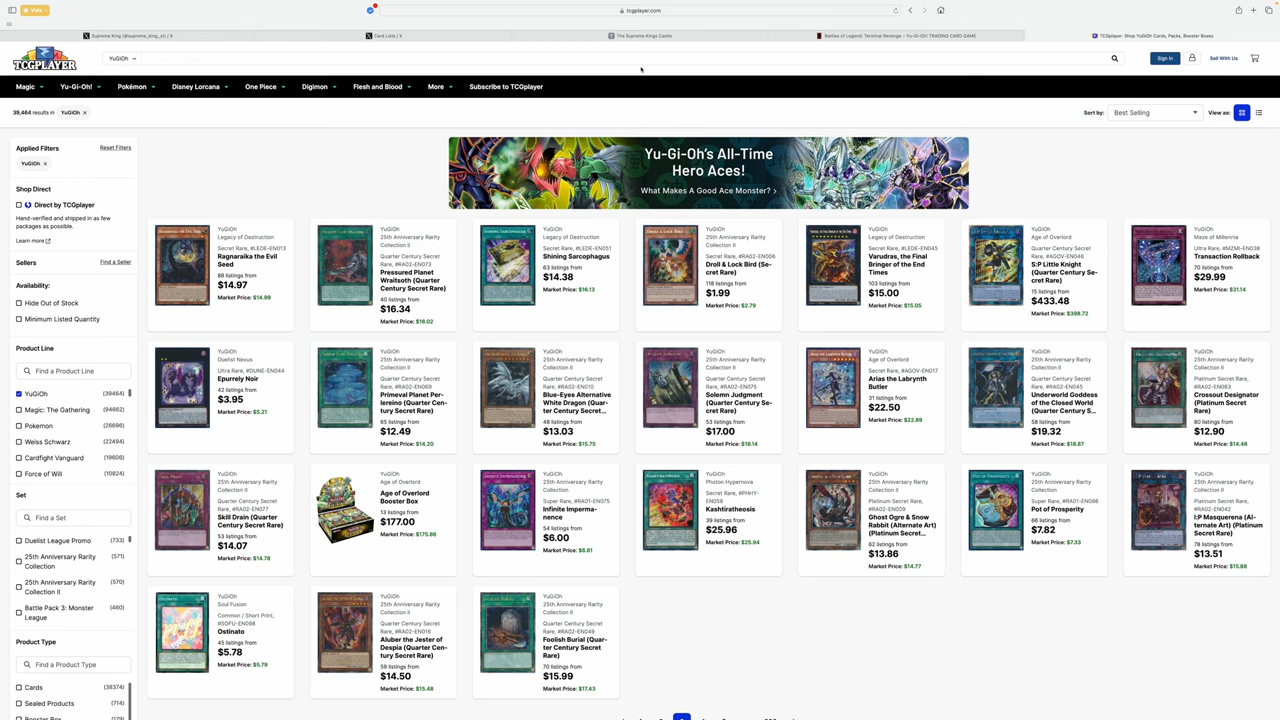 Vids
tcgplayer.com
Supreme King (@supreme_king_yt) / X
Card Lists / X
The Supreme Kings Castle
Battles of Legend: Terminal Revenge – Yu-Gi-Oh! TRADING CARD GAME
TCGplayer: Shop YuGiOh Cards, Packs, Booster Boxes
TCGPLAYER
YuGiOh
Sign In
Sell With Us
Magic
Yu-Gi-Oh!
Pokémon
Disney Lorcana
One Piece
Digimon
Flesh and Blood
More
Subscribe to TCGplayer
39,464 results in
YuGiOh
Sort by:
Best Selling
View as:
Applied Filters
Reset Filters
YuGiOh
Shop Direct
Direct by TCGplayer
Hand-verified and shipped in as few
packages as possible.
Learn more
Sellers
Find a Seller
Availability:
Hide Out of Stock
Minimum Listed Quantity
Product Line
Find a Product Line
YuGiOh (39464)
Magic: The Gathering (94662)
Pokemon (26696)
Weiss Schwarz (22494)
Cardfight Vanguard (19606)
Force of Will (10824)
Set
Find a Set
Duelist League Promo (733)
25th Anniversary Rarity (571)
Collection
25th Anniversary Rarity (570)
Collection II
Battle Pack 3: Monster (460)
League
Product Type
Find a Product Type
Cards (38374)
Sealed Products (714)
Booster Box (179)
Yu-Gi-Oh's All-Time
Hero Aces!
What Makes A Good Ace Monster? >
YuGiOh
Legacy of Destruction
Secret Rare, #LEDE-EN013
Ragnaraika the Evil
Seed
88 listings from
$14.97
Market Price: $14.99
YuGiOh
25th Anniversary Rarity
Collection II
Quarter Century Secret
Rare, #RA02-EN073
Pressured Planet
Wraitsoth (Quarter
Century Secret Rare)
40 listings from
$16.34
Market Price: $16.02
YuGiOh
Legacy of Destruction
Secret Rare, #LEDE-EN051
Shining Sarcophagus
63 listings from
$14.38
Market Price: $16.13
YuGiOh
25th Anniversary Rarity
Collection II
Secret Rare, #RA02-EN006
Droll & Lock Bird (Se-
cret Rare)
118 listings from
$1.99
Market Price: $2.79
YuGiOh
Legacy of Destruction
Secret Rare, #LEDE-EN045
Varudras, the Final
Bringer of the End
Times
103 listings from
$15.00
Market Price: $15.05
YuGiOh
Age of Overlord
Quarter Century Secret
Rare, #AGOV-EN046
S:P Little Knight
(Quarter Century Se-
cret Rare)
15 listings from
$433.48
Market Price: $398.72
YuGiOh
Maze of Millennia
Ultra Rare, #MZMI-EN038
Transaction Rollback
70 listings from
$29.99
Market Price: $31.14
YuGiOh
Duelist Nexus
Ultra Rare, #DUNE-EN044
Epurrely Noir
42 listings from
$3.95
Market Price: $5.21
YuGiOh
25th Anniversary Rarity
Collection II
Quarter Century Secret
Rare, #RA02-EN069
Primeval Planet Per-
lereino (Quarter Cen-
tury Secret Rare)
65 listings from
$12.49
Market Price: $14.20
YuGiOh
25th Anniversary Rarity
Collection II
Quarter Century Secret
Rare, #RA02-EN010
Blue-Eyes Alternative
White Dragon (Quar-
ter Century Secret...
48 listings from
$13.03
Market Price: $15.75
YuGiOh
25th Anniversary Rarity
Collection II
Quarter Century Secret
Rare, #RA02-EN075
Solemn Judgment
(Quarter Century Se-
cret Rare)
53 listings from
$17.00
Market Price: $18.14
YuGiOh
Age of Overlord
Secret Rare, #AGOV-EN017
Arias the Labrynth
Butler
31 listings from
$22.50
Market Price: $22.89
YuGiOh
25th Anniversary Rarity
Collection II
Quarter Century Secret
Rare, #RA02-EN045
Underworld Goddess
of the Closed World
(Quarter Century S...
58 listings from
$19.32
Market Price: $18.87
YuGiOh
25th Anniversary Rarity
Collection II
Platinum Secret Rare,
#RA02-EN063
Crossout Designator
(Platinum Secret
Rare)
80 listings from
$12.90
Market Price: $14.48
YuGiOh
25th Anniversary Rarity
Collection II
Quarter Century Secret
Rare, #RA02-EN077
Skill Drain (Quarter
Century Secret Rare)
53 listings from
$14.07
Market Price: $14.78
YuGiOh
Age of Overlord
Age of Overlord
Booster Box
13 listings from
$177.00
Market Price: $175.86
YuGiOh
25th Anniversary Rarity
Collection
Super Rare, #RA01-EN075
Infinite Imperma-
nence
54 listings from
$6.00
Market Price: $6.81
YuGiOh
Photon Hypernova
Secret Rare, #PHHY-
EN058
Kashtiratheosis
39 listings from
$25.96
Market Price: $25.94
YuGiOh
25th Anniversary Rarity
Collection II
Platinum Secret Rare,
#RA02-EN009
Ghost Ogre & Snow
Rabbit (Alternate Art)
(Platinum Secret...
62 listings from
$13.86
Market Price: $14.77
YuGiOh
25th Anniversary Rarity
Collection
Super Rare, #RA01-EN066
Pot of Prosperity
68 listings from
$7.82
Market Price: $7.33
YuGiOh
25th Anniversary Rarity
Collection II
Platinum Secret Rare,
#RA02-EN042
I:P Masquerena (Al-
ternate Art) (Platinum
Secret Rare)
78 listings from
$13.51
Market Price: $15.88
YuGiOh
Soul Fusion
Common / Short Print,
#SOFU-EN098
Ostinato
45 listings from
$5.78
Market Price: $5.79
YuGiOh
25th Anniversary Rarity
Collection II
Quarter Century Secret
Rare, #RA02-EN016
Aluber the Jester of
Despia (Quarter Cen-
tury Secret Rare)
59 listings from
$14.50
Market Price: $15.48
YuGiOh
25th Anniversary Rarity
Collection II
Quarter Century Secret
Rare, #RA02-EN049
Foolish Burial (Quar-
ter Century Secret
Rare)
70 listings from
$15.99
Market Price: $17.43